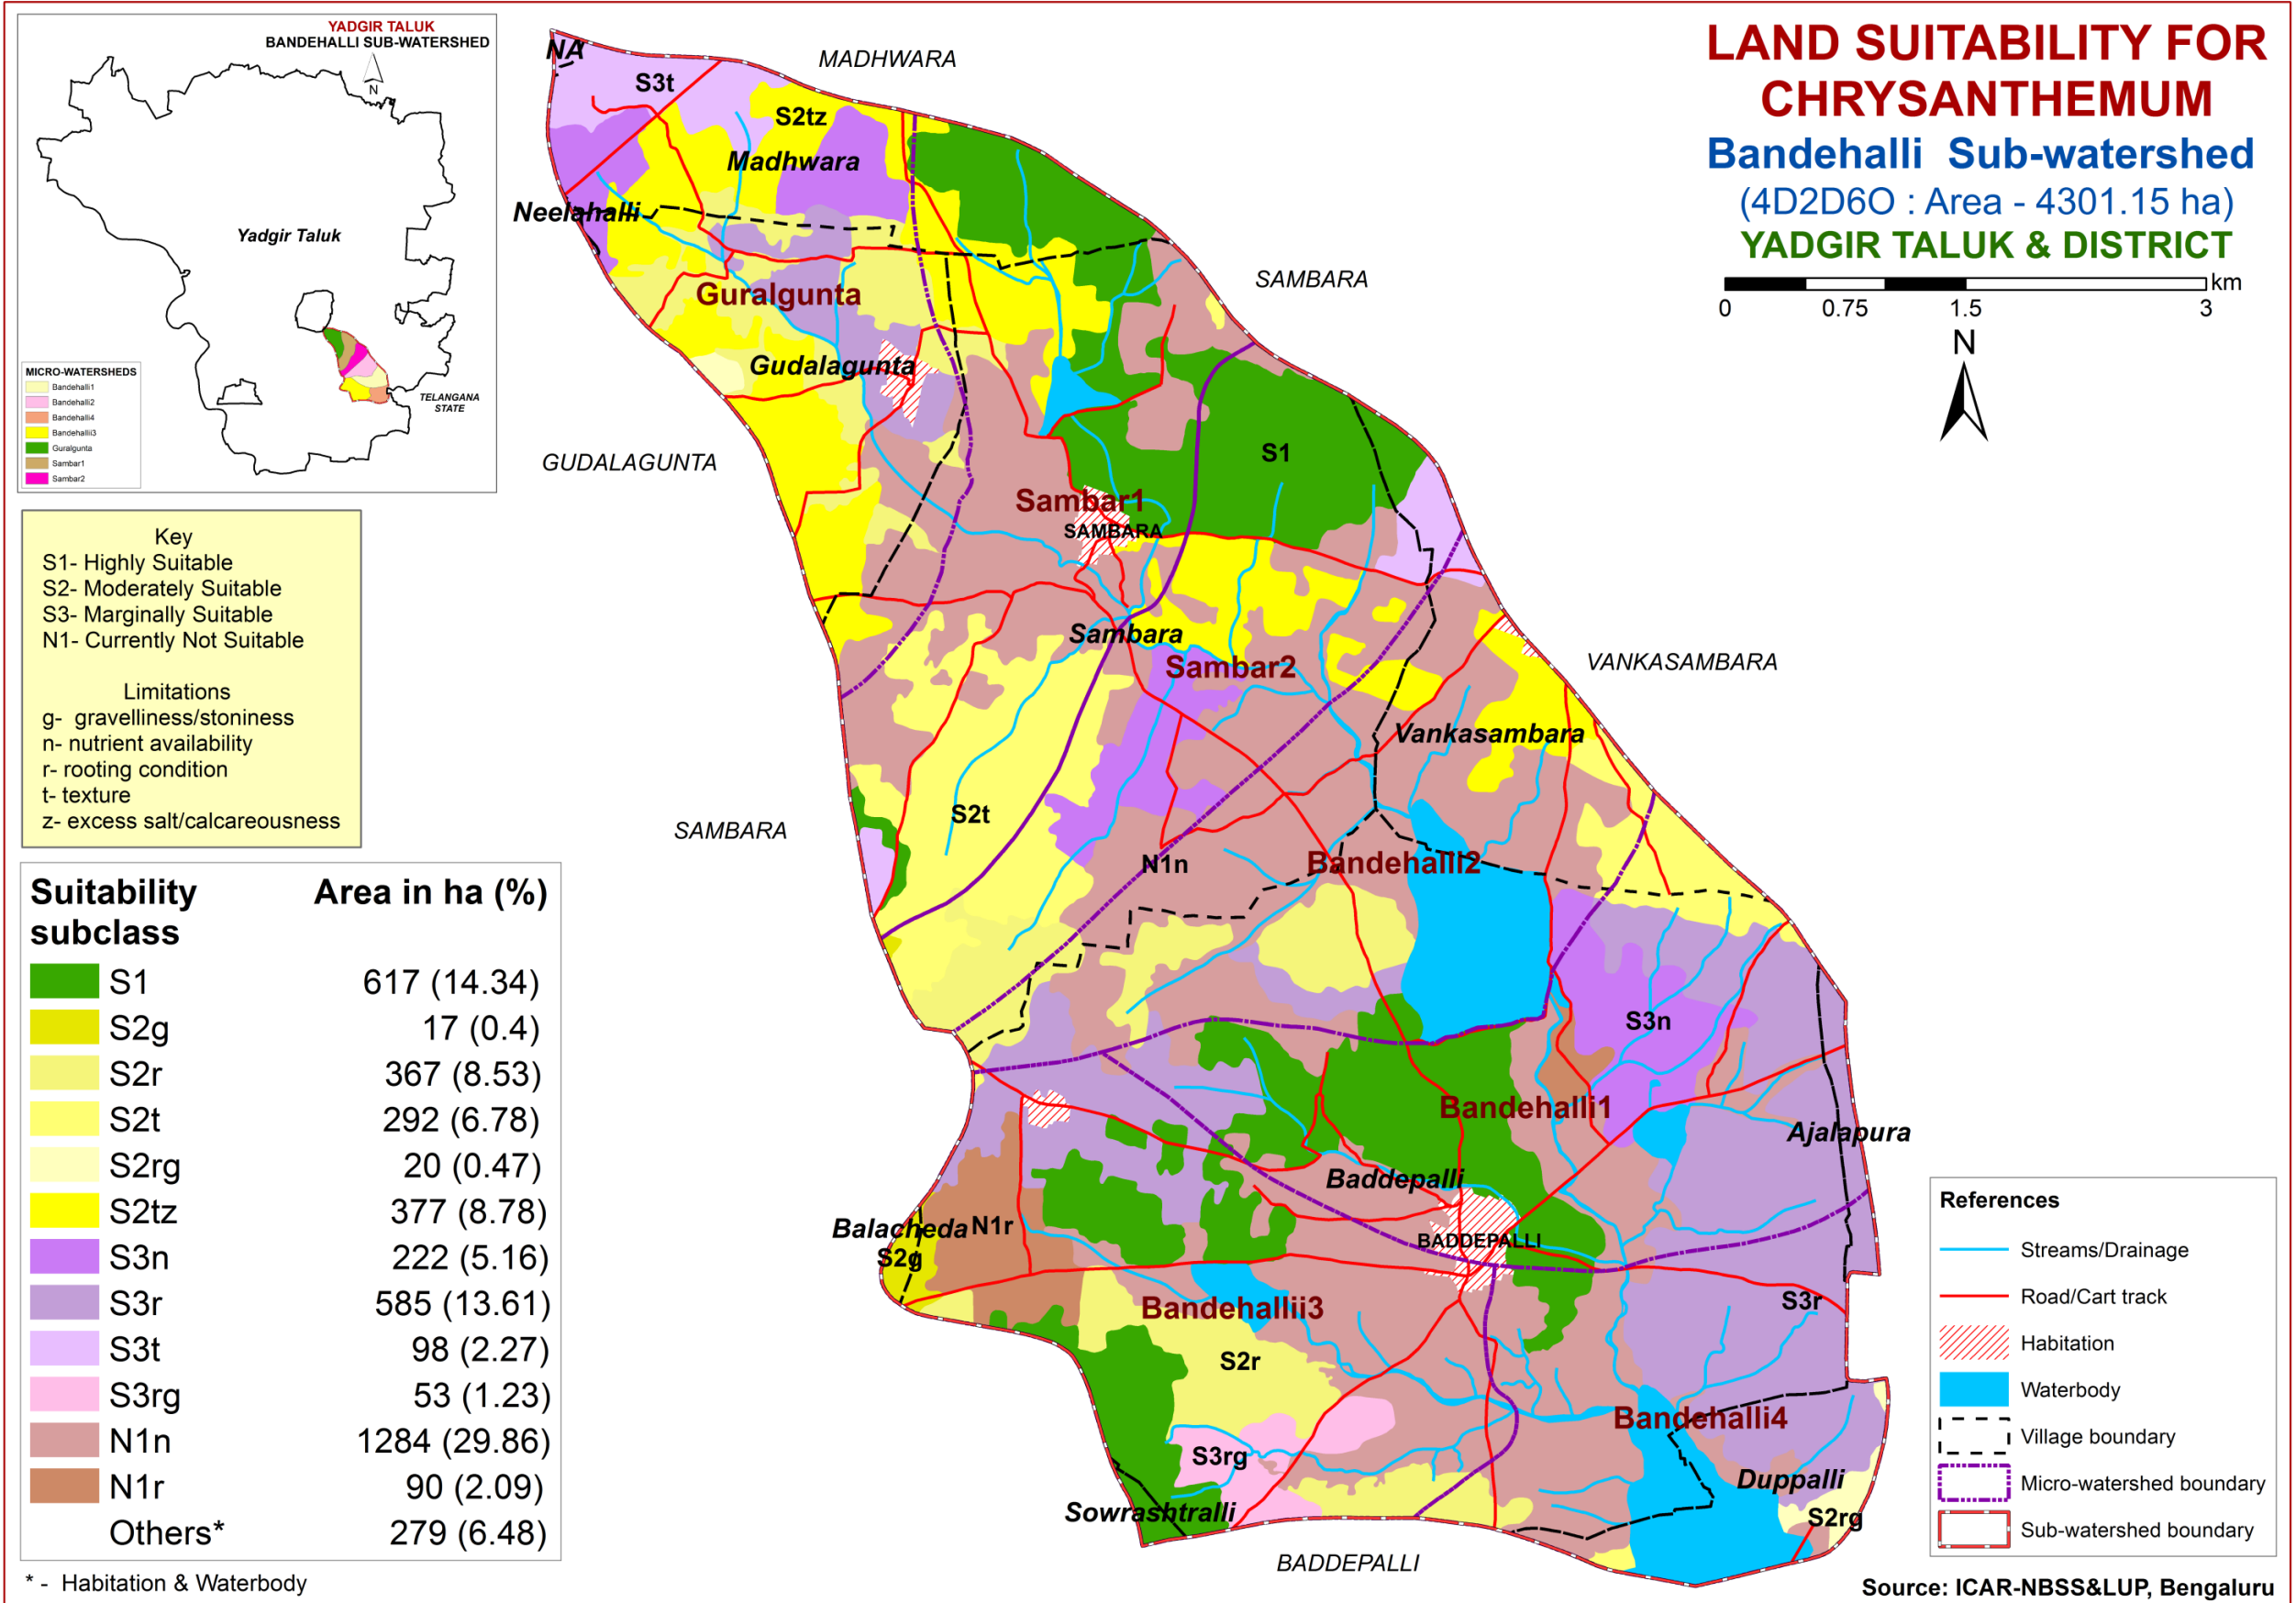 YADGIR TALUK
BANDEHALLI SUB-WATERSHED
N
Yadgir Taluk
TELANGANA
STATE
MICRO-WATERSHEDS
Bandehalli1
Bandehalli2
Bandehalli4
Bandehallii3
Guralgunta
Sambar1
Sambar2
LAND SUITABILITY FOR
CHRYSANTHEMUM
Bandehalli Sub-watershed
(4D2D6O : Area - 4301.15 ha)
YADGIR TALUK & DISTRICT
km
0 0.75 1.5 3
N
Key
S1- Highly Suitable
S2- Moderately Suitable
S3- Marginally Suitable
N1- Currently Not Suitable
Limitations
g- gravelliness/stoniness
n- nutrient availability
r- rooting condition
t- texture
z- excess salt/calcareousness
Suitability Area in ha (%)
subclass
S1 617 (14.34)
S2g 17 (0.4)
S2r 367 (8.53)
S2t 292 (6.78)
S2rg 20 (0.47)
S2tz 377 (8.78)
S3n 222 (5.16)
S3r 585 (13.61)
S3t 98 (2.27)
S3rg 53 (1.23)
N1n 1284 (29.86)
N1r 90 (2.09)
Others* 279 (6.48)
* - Habitation & Waterbody
NA
MADHWARA
S3t
S2tz
Madhwara
Neelahalli
SAMBARA
Guralgunta
Gudalagunta
GUDALAGUNTA
S1
Sambar1
SAMBARA
Sambara
Sambar2
VANKASAMBARA
Vankasambara
S2t
SAMBARA
N1n
Bandehalli2
S3n
Bandehalli1
Ajalapura
Baddepalli
Balacheda
N1r
S2g
BADDEPALLI
Bandehallii3
S3r
S2r
Bandehalli4
S3rg
Duppalli
Sowrashtralli
S2rg
BADDEPALLI
References
Streams/Drainage
Road/Cart track
Habitation
Waterbody
Village boundary
Micro-watershed boundary
Sub-watershed boundary
Source: ICAR-NBSS&LUP, Bengaluru